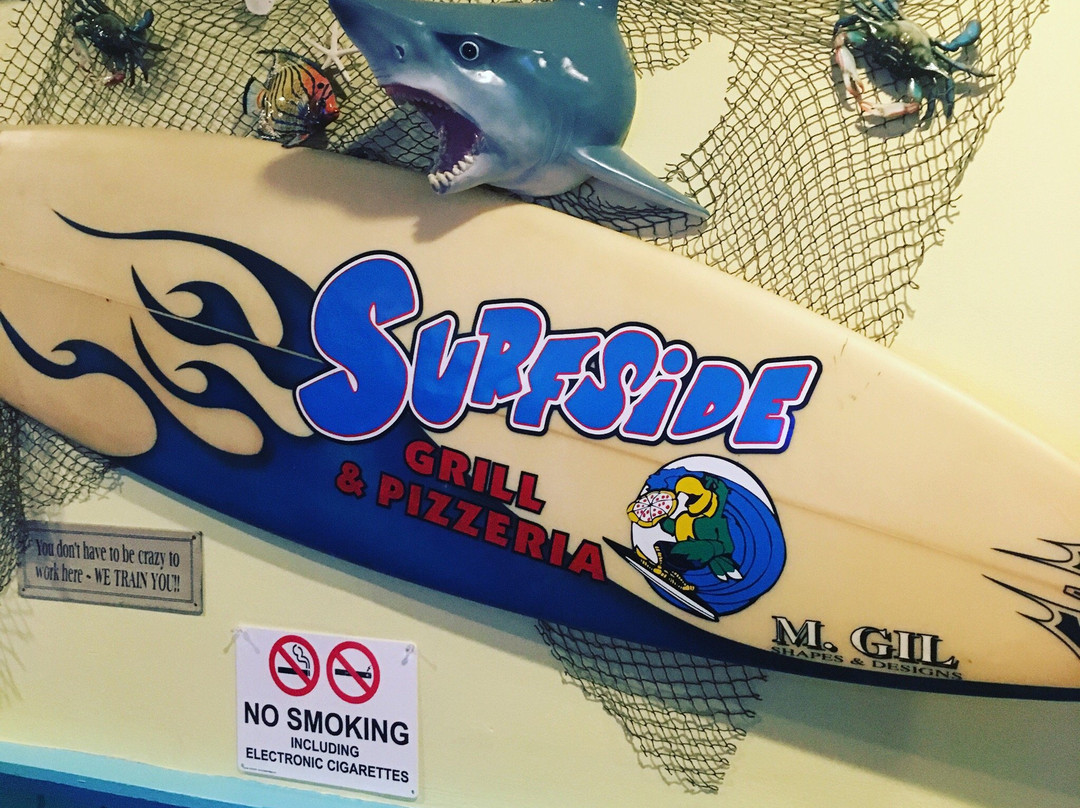 SURFSiDE
GRILL
& PIZZERIA
M. GIL
SHAPES & DESIGNS
You don't have to be crazy to
work here ~ WE TRAIN YOU!!
NO SMOKING
INCLUDING
ELECTRONIC CIGARETTES